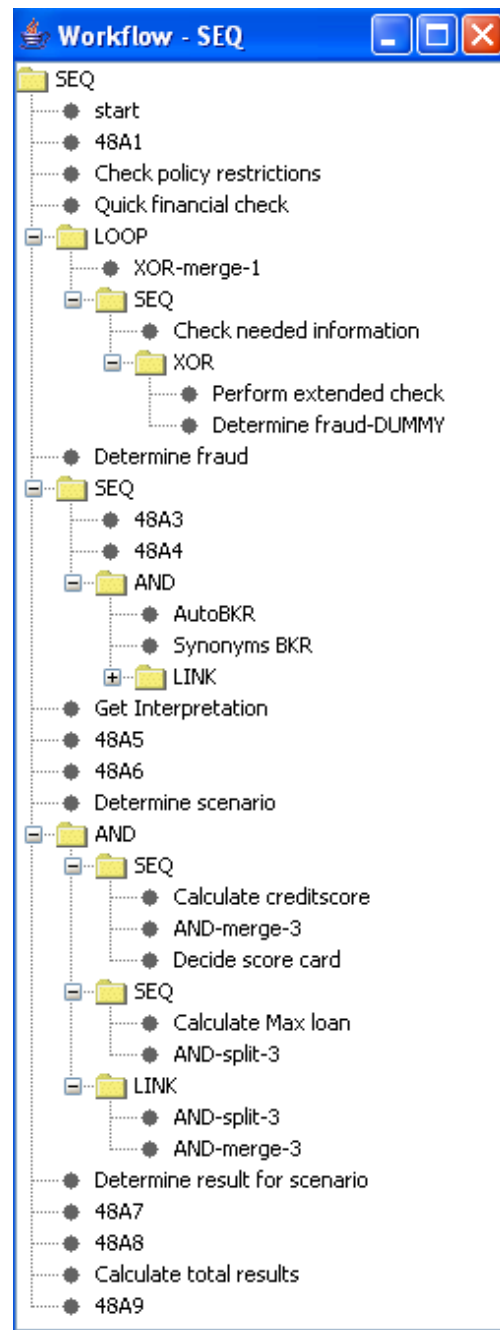 Workflow - SEQ
SEQ
start
48A1
Check policy restrictions
Quick financial check
LOOP
XOR-merge-1
SEQ
Check needed information
XOR
Perform extended check
Determine fraud-DUMMY
Determine fraud
SEQ
48A3
48A4
AND
AutoBKR
Synonyms BKR
LINK
Get Interpretation
48A5
48A6
Determine scenario
AND
SEQ
Calculate creditscore
AND-merge-3
Decide score card
SEQ
Calculate Max loan
AND-split-3
LINK
AND-split-3
AND-merge-3
Determine result for scenario
48A7
48A8
Calculate total results
48A9